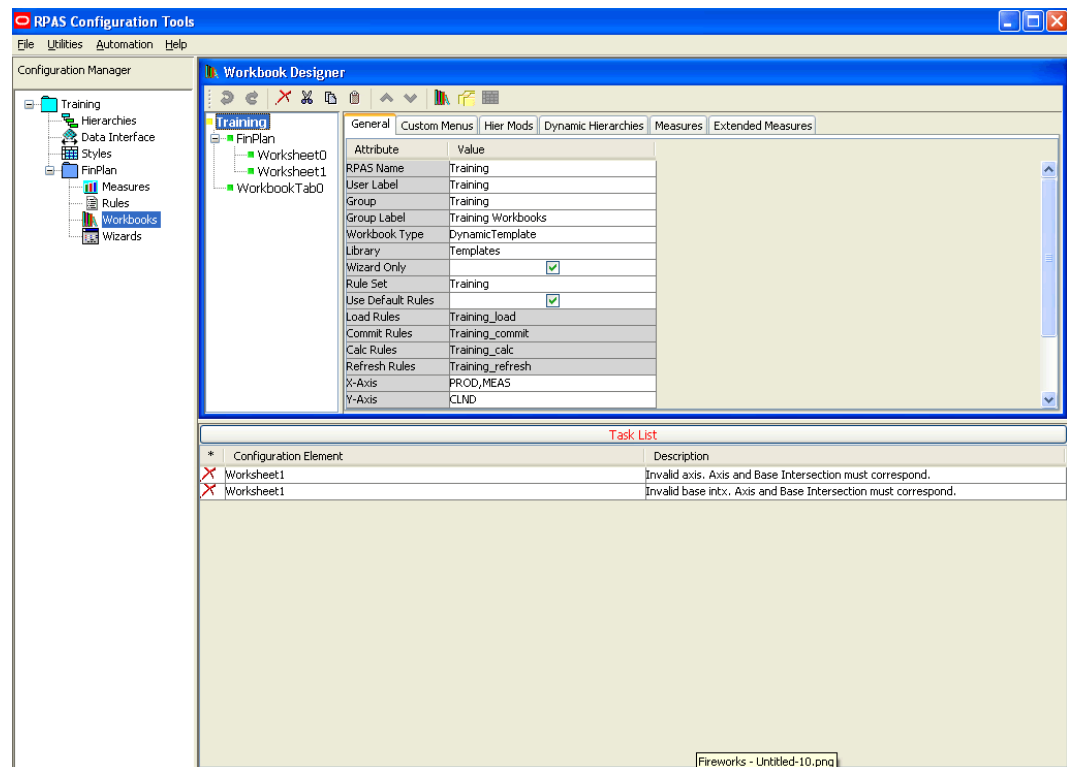 RPAS Configuration Tools
File Utilities Automation Help
Configuration Manager
Training
Hierarchies
Data Interface
Styles
FinPlan
Measures
Rules
Workbooks
Wizards
Workbook Designer
Training
FinPlan
Worksheet0
Worksheet1
WorkbookTab0
General Custom Menus Hier Mods Dynamic Hierarchies Measures Extended Measures
Attribute Value
RPAS Name Training
User Label Training
Group Training
Group Label Training Workbooks
Workbook Type DynamicTemplate
Library Templates
Wizard Only
Rule Set Training
Use Default Rules
Load Rules Training_load
Commit Rules Training_commit
Calc Rules Training_calc
Refresh Rules Training_refresh
X-Axis PROD,MEAS
Y-Axis CLND
Task List
* Configuration Element Description
Worksheet1 Invalid axis. Axis and Base Intersection must correspond.
Worksheet1 Invalid base intx. Axis and Base Intersection must correspond.
Fireworks - Untitled-10.png